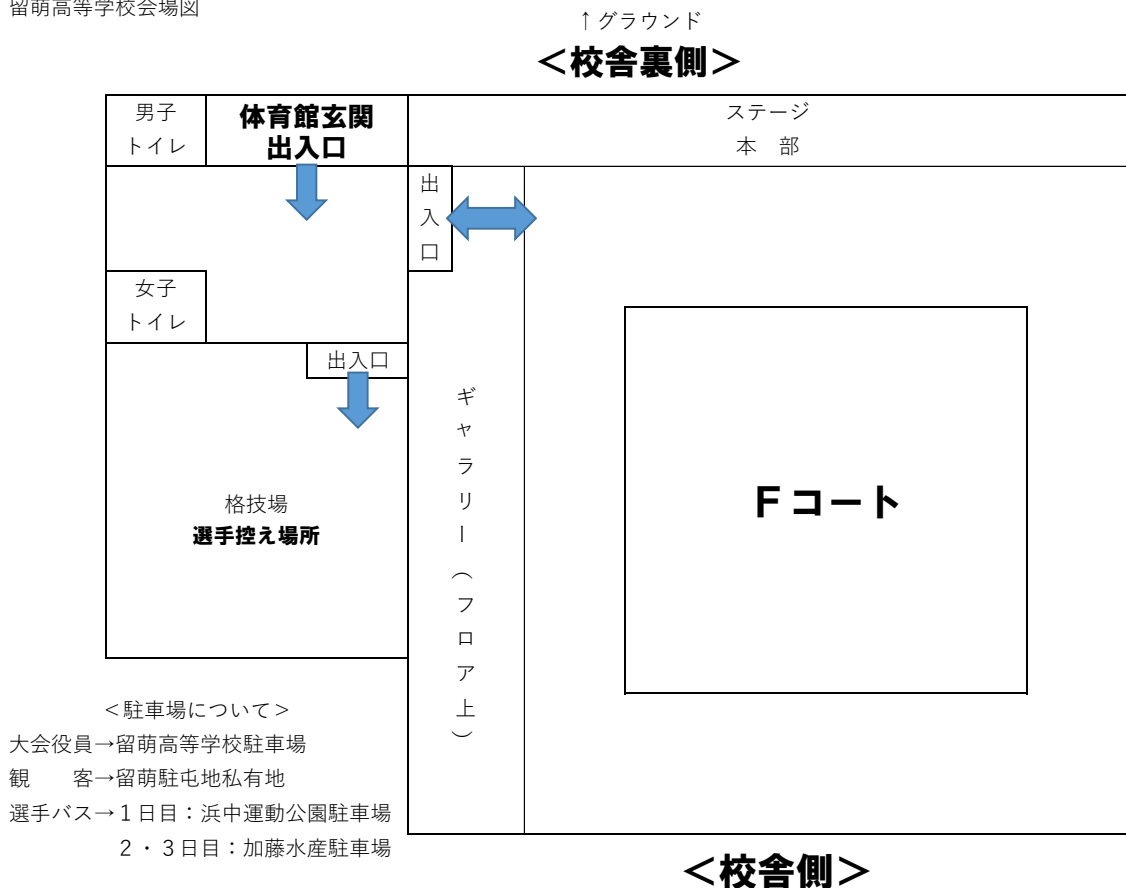 留萌高等学校会場図
↑グラウンド
＜校舎裏側＞
男子
トイレ
体育館玄関
出入口
ステージ
本　部
出入口
女子
トイレ
出入口
ギャラリー（フロア上）
格技場
選手控え場所
Ｆコート
＜駐車場について＞
大会役員→留萌高等学校駐車場
観　　客→留萌駐屯地私有地
選手バス→１日目：浜中運動公園駐車場
２・３日目：加藤水産駐車場
＜校舎側＞